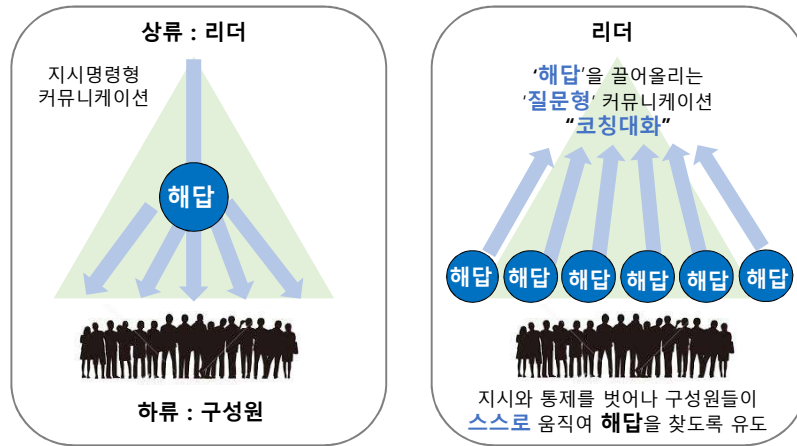 상류 : 리더
지시명령형
커뮤니케이션
해답
하류 : 구성원
리더
‘해답’을 끌어올리는
‘질문형’ 커뮤니케이션
“코칭대화”
해답 해답 해답 해답 해답 해답
지시와 통제를 벗어나 구성원들이
스스로 움직여 해답을 찾도록 유도